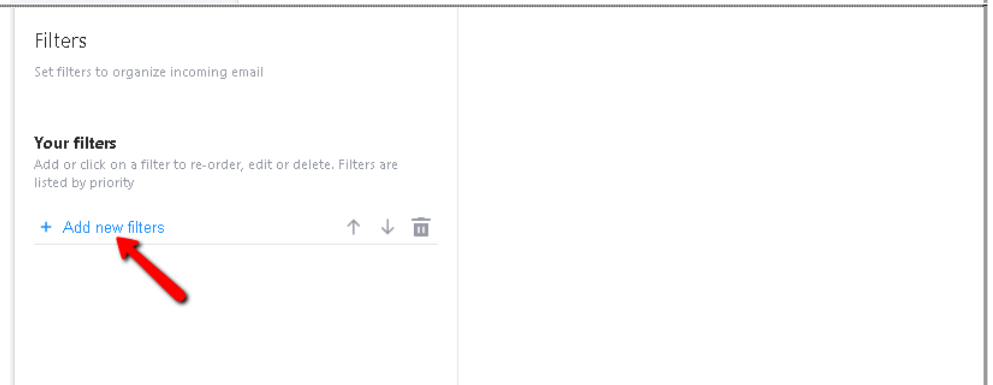 Filters
Set filters to organize incoming email
Your filters
Add or click on a filter to re-order, edit or delete. Filters are
listed by priority
+ Add new filters